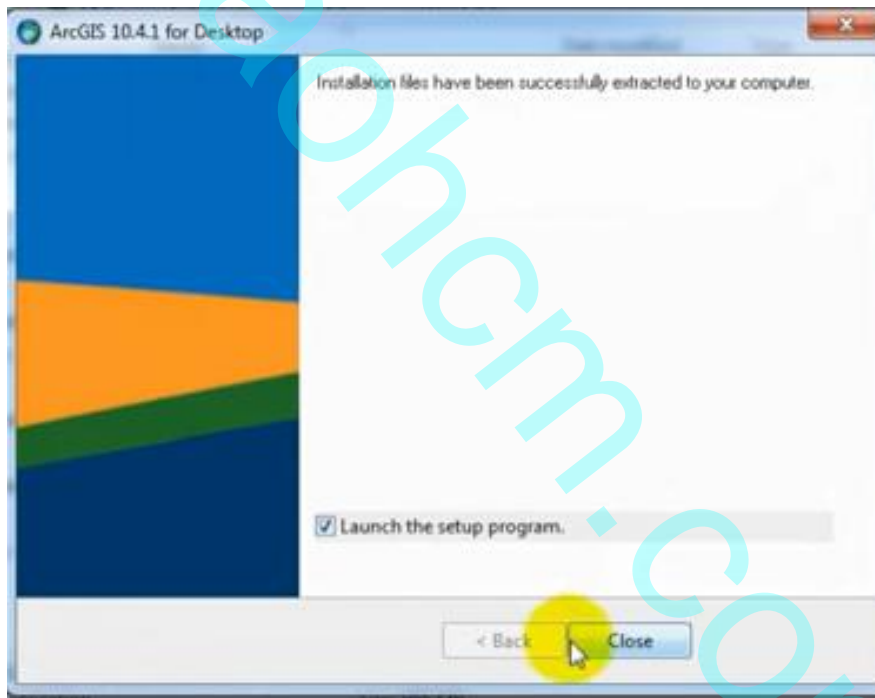 ArcGIS 10.4.1 for Desktop
Installation files have been successfully extracted to your computer.
Launch the setup program.
< Back
Close